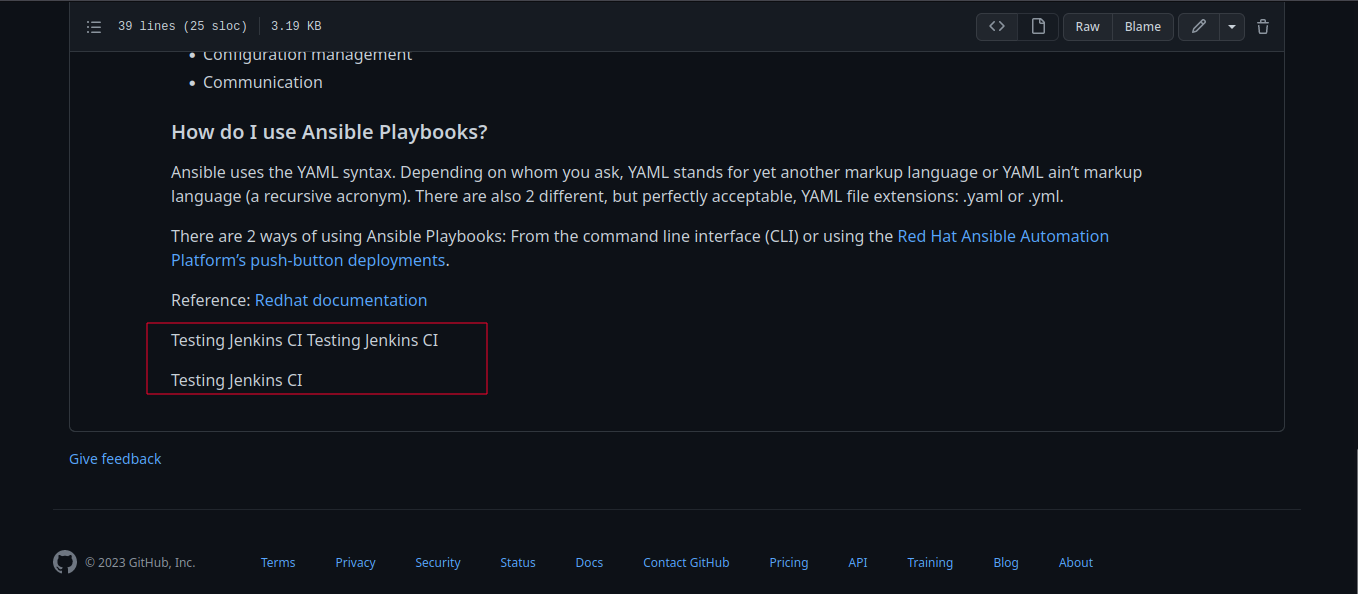 39 lines (25 sloc) 3.19 KB Raw Blame
Configuration management
Communication
How do I use Ansible Playbooks?
Ansible uses the YAML syntax. Depending on whom you ask, YAML stands for yet another markup language or YAML ain’t markup
language (a recursive acronym). There are also 2 different, but perfectly acceptable, YAML file extensions: .yaml or .yml.
There are 2 ways of using Ansible Playbooks: From the command line interface (CLI) or using the Red Hat Ansible Automation
Platform’s push-button deployments.
Reference: Redhat documentation
Testing Jenkins CI Testing Jenkins CI
Testing Jenkins CI
Give feedback
© 2023 GitHub, Inc. Terms Privacy Security Status Docs Contact GitHub Pricing API Training Blog About